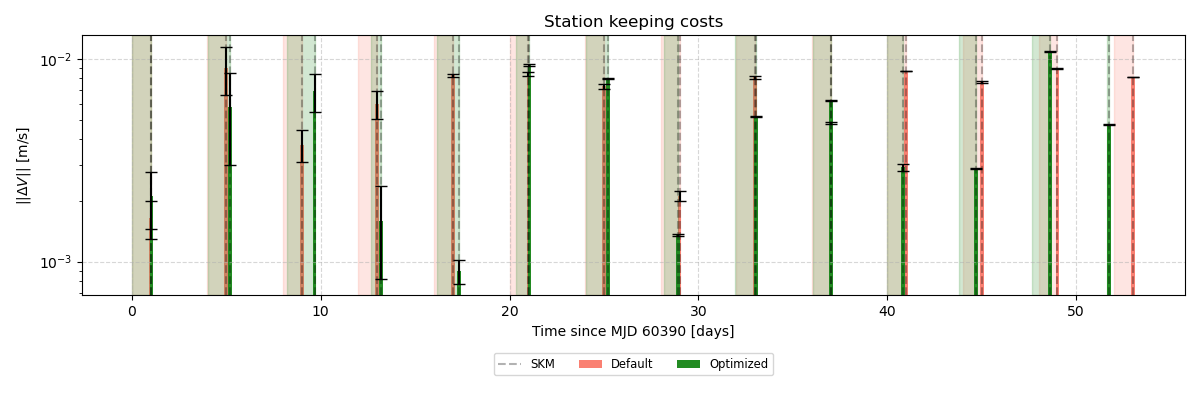 Station keeping costs
||ΔV|| [m/s]
10⁻²
10⁻³
0 10 20 30 40 50
Time since MJD 60390 [days]
SKM Default Optimized